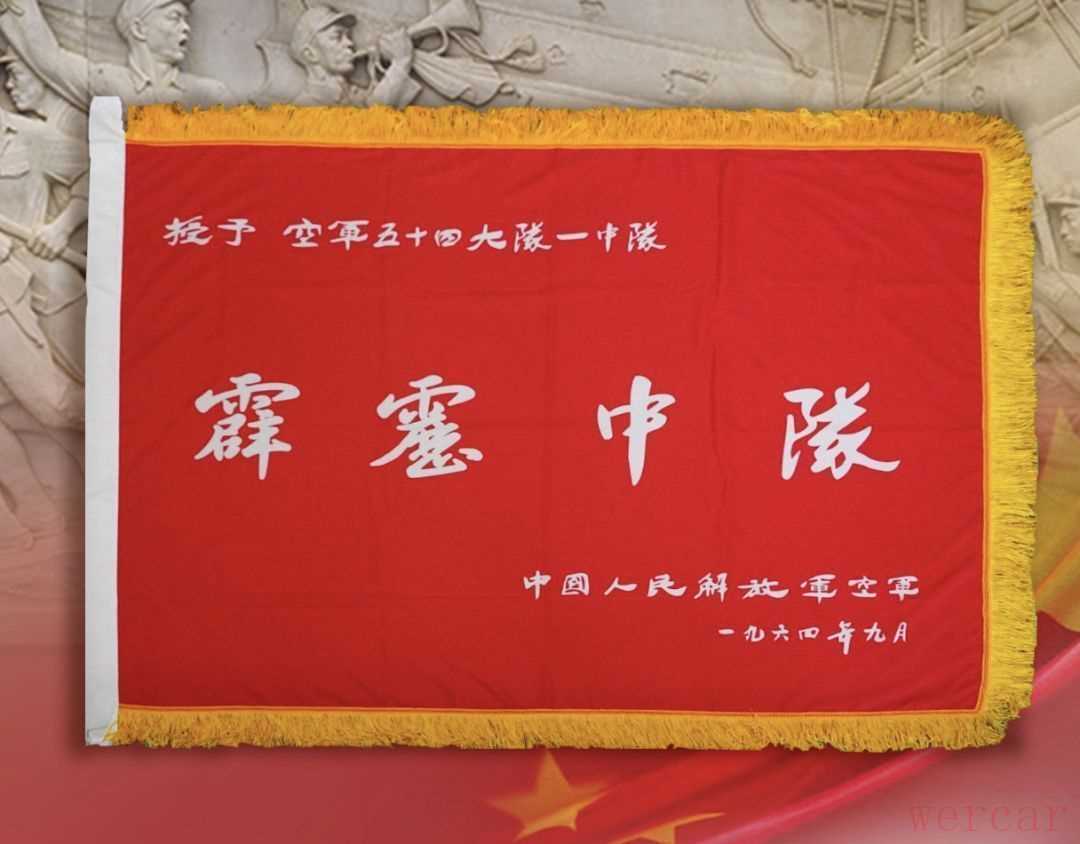 授予 空軍五十四大隊一中隊
霹靂中隊
中國人民解放軍空軍
一九六四年九月
wercar